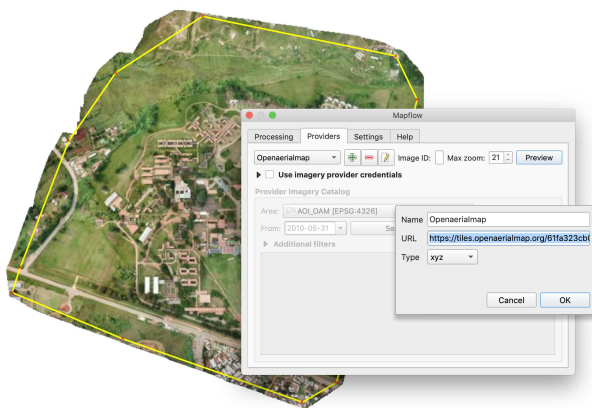 Mapflow
Processing Providers Settings Help
Openaerialmap Image ID: Max zoom: 21 Preview
Use imagery provider credentials
Provider Imagery Catalog
Area: AOI_OAM [EPSG:4326]
From: 2010-05-31 Se
Additional filters
Name Openaerialmap
URL https://tiles.openaerialmap.org/61fa323cb(
Type xyz
Cancel OK